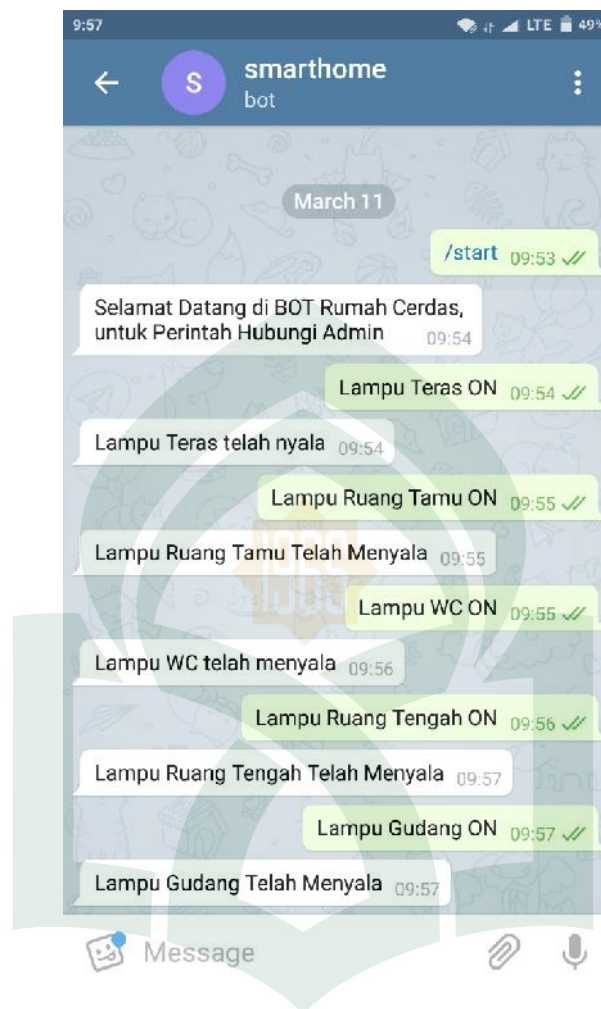 9:57
LTE 49%
S
smarthome
bot
March 11
/start 09:53
Selamat Datang di BOT Rumah Cerdas,
untuk Perintah Hubungi Admin 09:54
Lampu Teras ON 09:54
Lampu Teras telah nyala 09:54
Lampu Ruang Tamu ON 09:55
Lampu Ruang Tamu Telah Menyala 09:55
1985
Lampu WC ON 09:55
Lampu WC telah menyala 09:56
Lampu Ruang Tengah ON 09:56
Lampu Ruang Tengah Telah Menyala 09:57
Lampu Gudang ON 09:57
Lampu Gudang Telah Menyala 09:57
Message